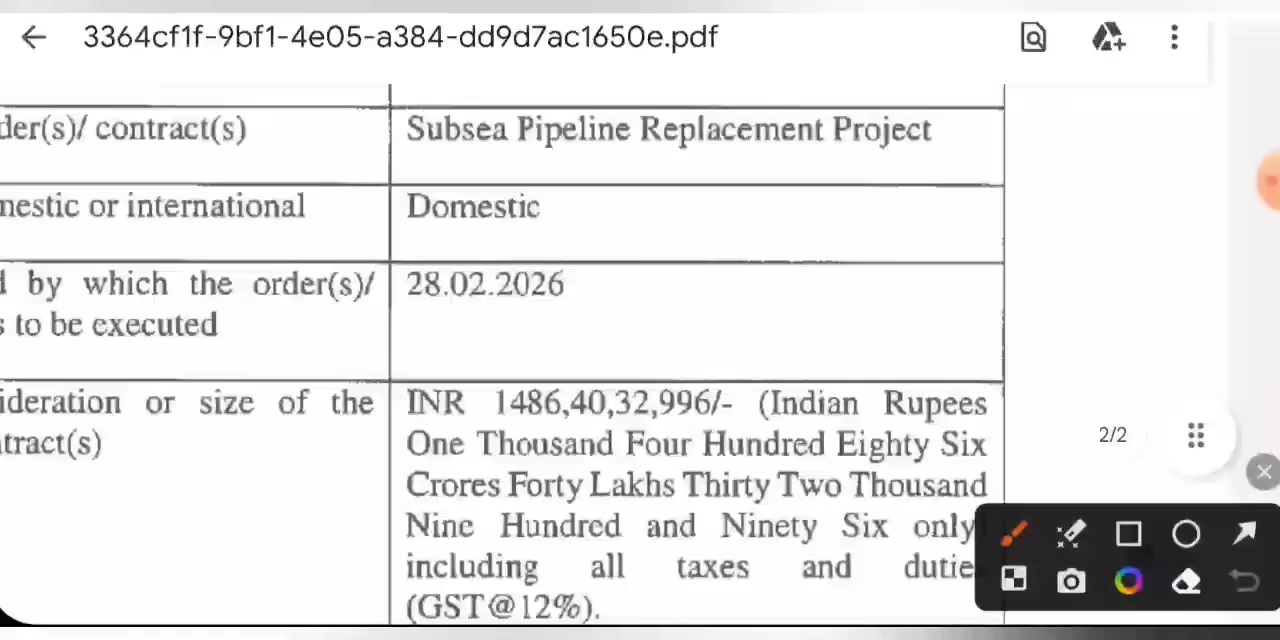 3364cf1f-9bf1-4e05-a384-dd9d7ac1650e.pdf
der(s)/ contract(s)
Subsea Pipeline Replacement Project
nestic or international
Domestic
d by which the order(s)/
s to be executed
28.02.2026
ideration or size of the
tract(s)
INR 1486,40,32,996/- (Indian Rupees
One Thousand Four Hundred Eighty Six
Crores Forty Lakhs Thirty Two Thousand
Nine Hundred and Ninety Six only
including all taxes and dutie
(GST@12%).
2/2